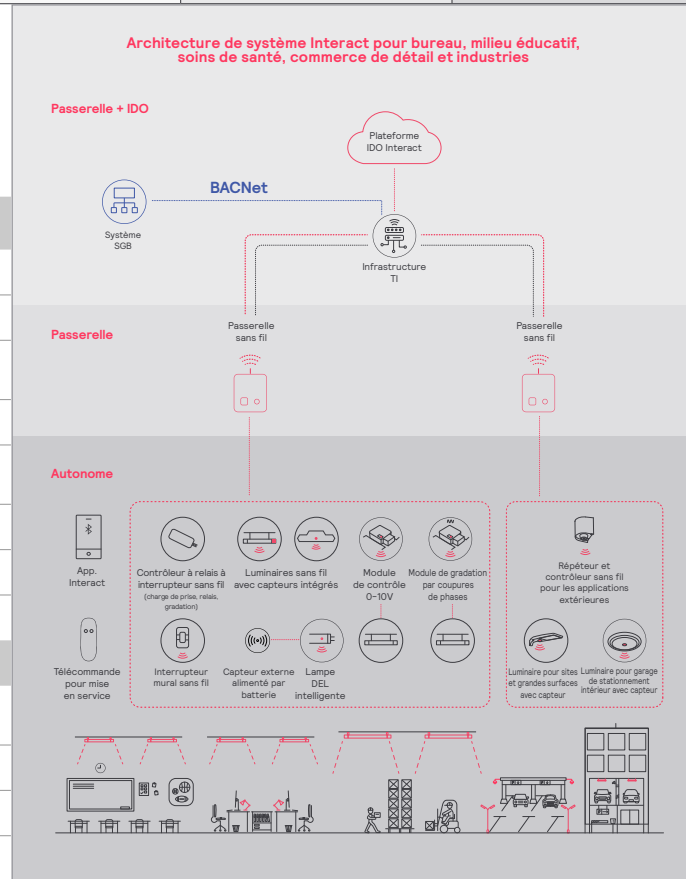 Architecture de système Interact pour bureau, milieu éducatif,
soins de santé, commerce de détail et industries
Passerelle + IDO
Plateforme
IDO Interact
BACNet
Système
SGB
Infrastructure
TI
Passerelle
Passerelle
sans fil
Passerelle
sans fil
Autonome
App.
Interact
Contrôleur à relais à
interrupteur sans fil
(charge de prise, relais,
gradation)
Luminaires sans fil
avec capteurs intégrés
Module
de contrôle
0-10V
Module de gradation
par coupures
de phases
Répéteur et
contrôleur sans fil
pour les applications
extérieures
Télécommande
pour mise
en service
Interrupteur
mural sans fil
Capteur externe
alimenté par
batterie
Lampe
DEL
intelligente
Luminaire pour sites
et grandes surfaces
avec capteur
Luminaire pour garage
de stationnement
intérieur avec capteur